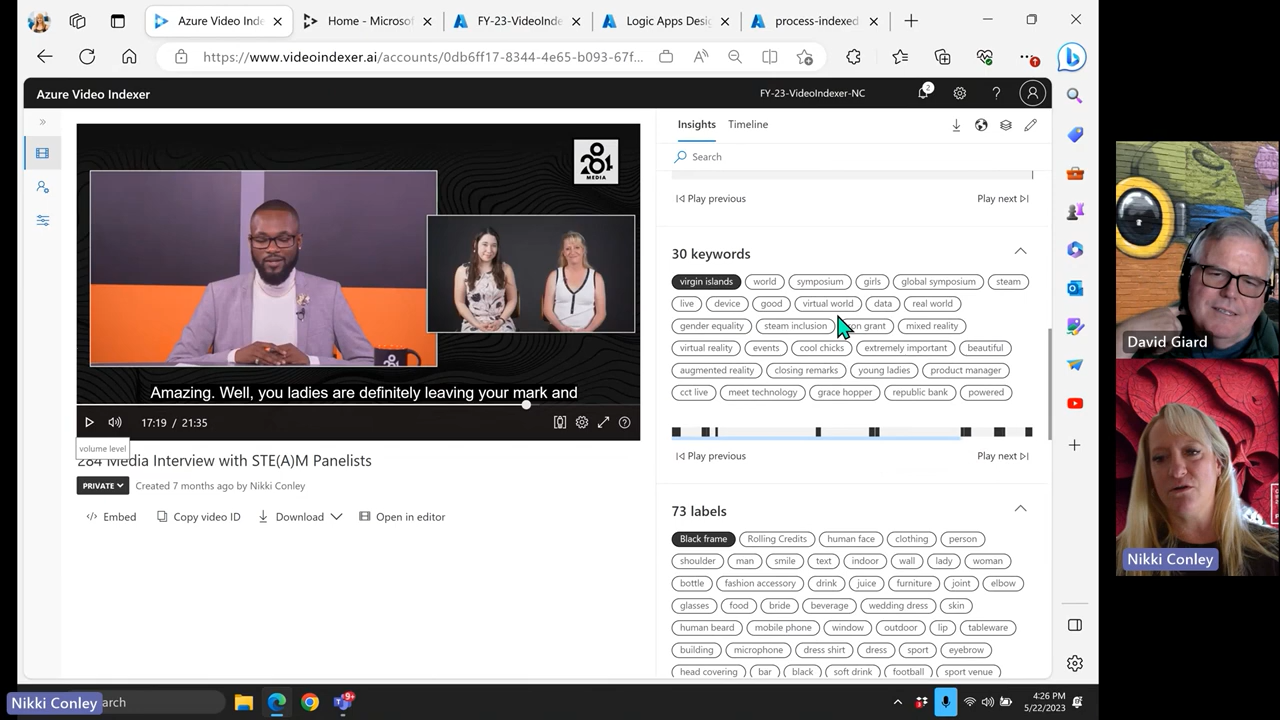 Azure Video Inde
Home - Microsof
FY-23-VideoInde
Logic Apps Desi
process-indexed
https://www.videoindexer.ai/accounts/0db6ff17-8344-4e65-b093-67f...
Azure Video Indexer
FY-23-VideoIndexer-NC
2
Insights
Timeline
Search
284
MEDIA
Play previous
Play next
30 keywords
virgin islands
world
symposium
girls
global symposium
steam
live
device
good
virtual world
data
real world
gender equality
steam inclusion
on grant
mixed reality
virtual reality
events
cool chicks
extremely important
beautiful
augmented reality
closing remarks
young ladies
product manager
cct live
meet technology
grace hopper
republic bank
powered
Play previous
Play next
73 labels
Black frame
Rolling Credits
human face
clothing
person
shoulder
man
smile
text
indoor
wall
lady
woman
bottle
fashion accessory
drink
juice
furniture
joint
elbow
glasses
food
bride
beverage
wedding dress
skin
human beard
mobile phone
window
outdoor
lip
tableware
building
microphone
dress shirt
dress
sport
eyebrow
head covering
bar
black
soft drink
football
sport venue
Amazing. Well, you ladies are definitely leaving your mark and
17:19 / 21:35
volume level
284 Media Interview with STE(A)M Panelists
PRIVATE
Created 7 months ago by Nikki Conley
Embed
Copy video ID
Download
Open in editor
David Giard
Nikki Conley
Nikki Conley
arch
9+
4:26 PM
5/22/2023